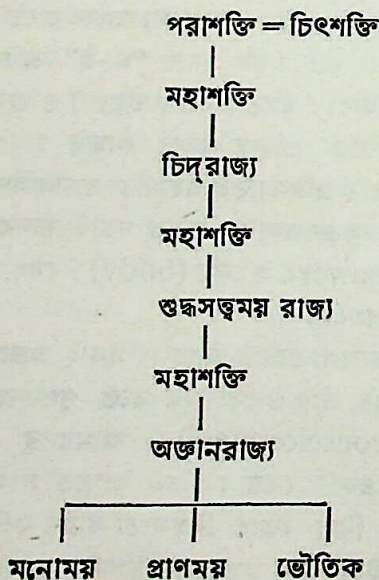 পরাশক্তি = চিৎশক্তি
মহাশক্তি
চিদ্‌রাজ্য
মহাশক্তি
শুদ্ধসত্ত্বময় রাজ্য
মহাশক্তি
অজ্ঞানরাজ্য
মনোময় প্রাণময় ভৌতিক